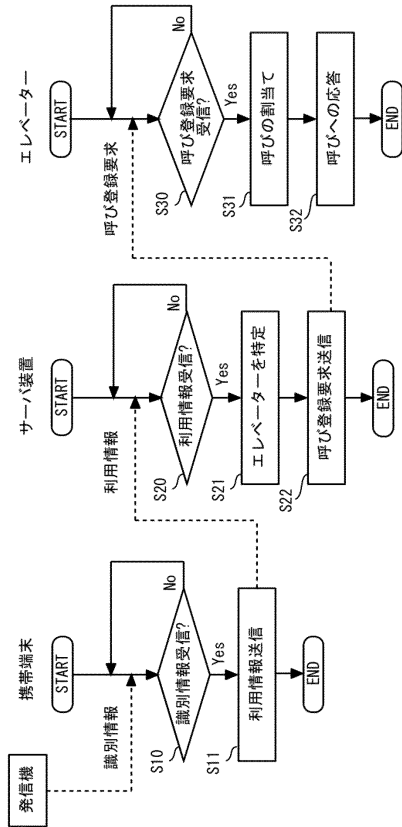 発信機
携帯端末
START
識別情報
識別情報受信?
No
S10
Yes
S11
利用情報送信
END
サーバ装置
START
利用情報
利用情報受信?
No
S20
Yes
S21
エレベーターを特定
S22
呼び登録要求送信
END
エレベーター
START
呼び登録要求
呼び登録要求
受信?
No
S30
Yes
S31
呼びの割当て
S32
呼びへの応答
END